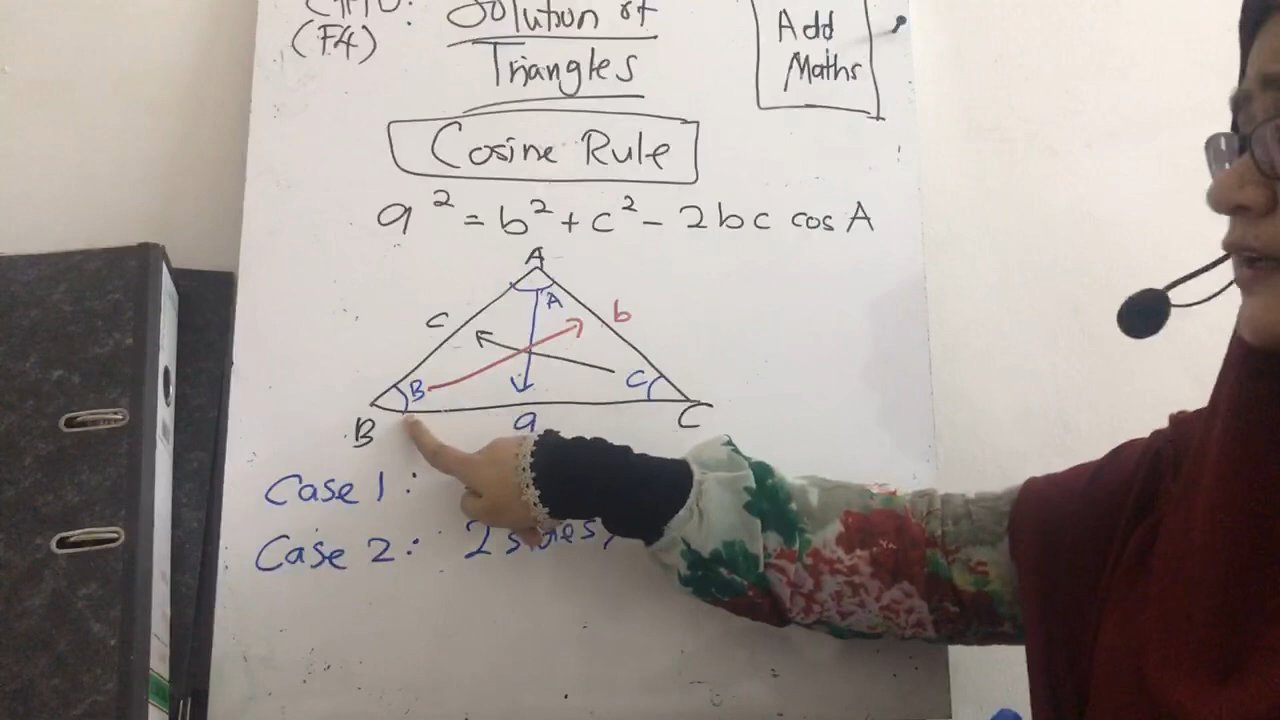 Solution of
(F4)
Triangles
Add
Maths
Cosine Rule
a² = b² + c² - 2bc cos A
A
A
c
b
B
C
B
a
C
Case 1:
Case 2: 2 sides,